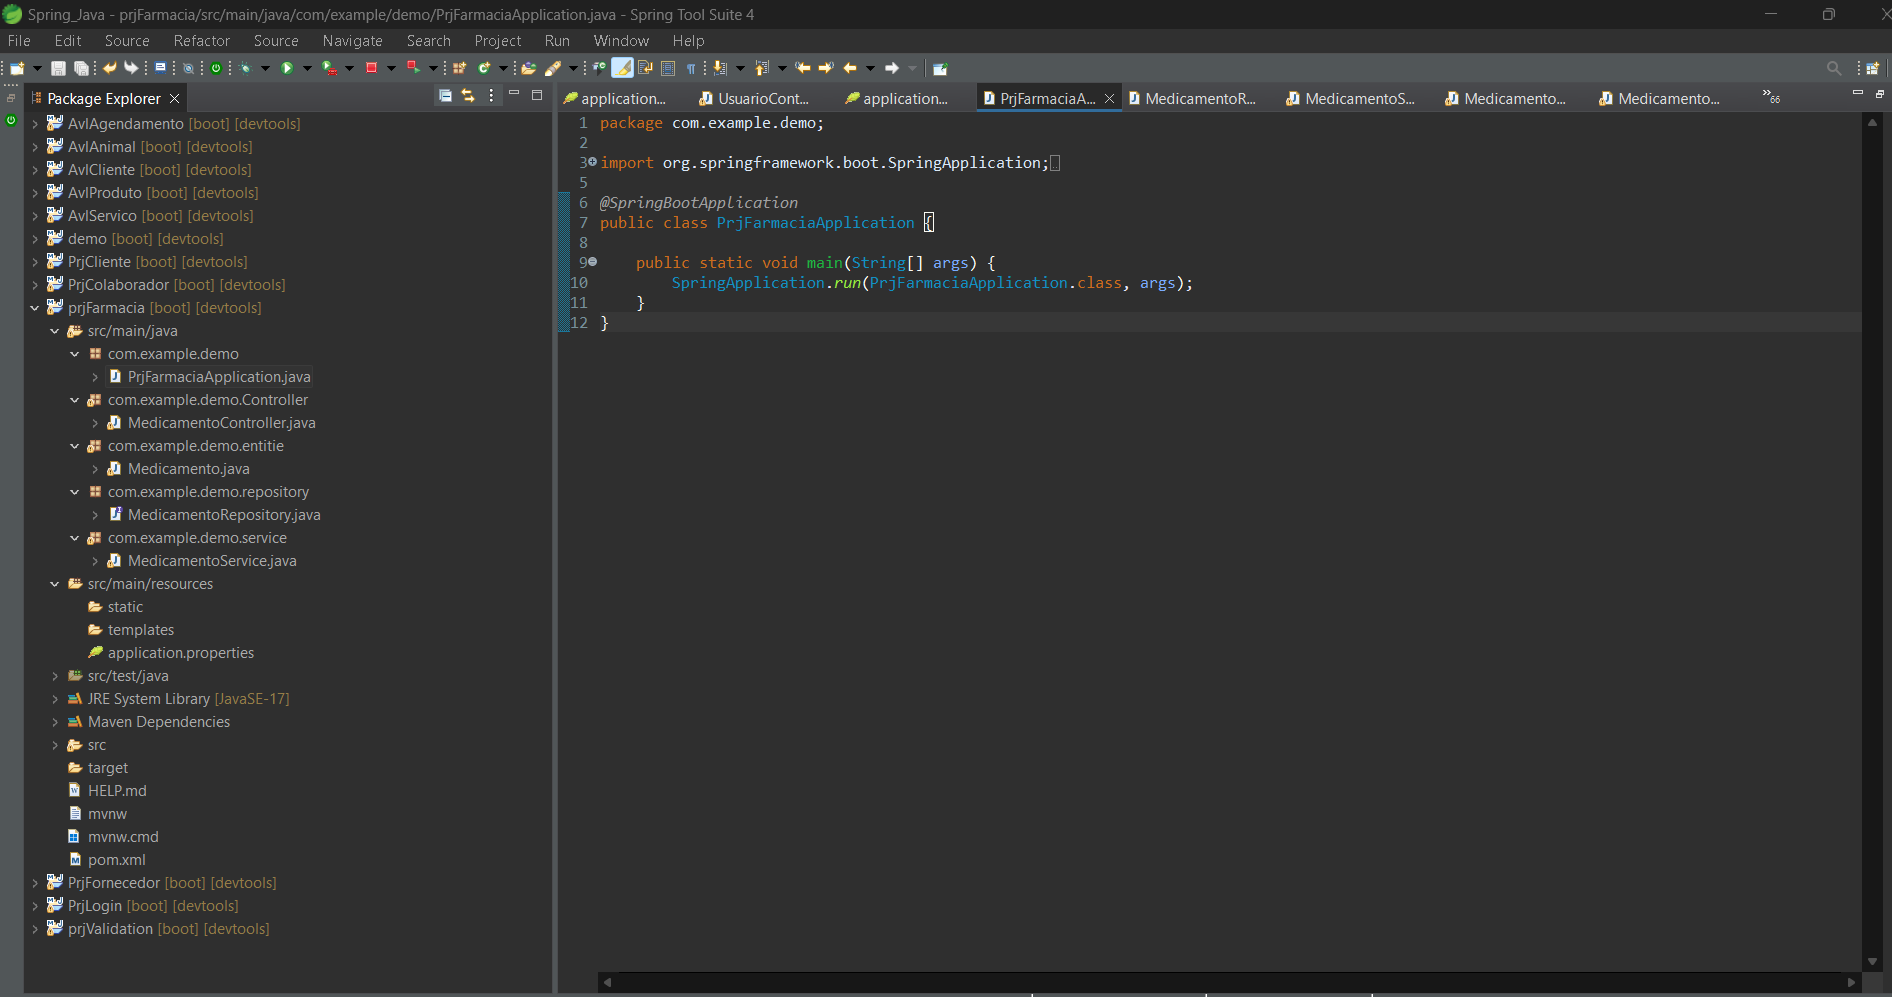 Spring_Java - prjFarmacia/src/main/java/com/example/demo/PrjFarmaciaApplication.java - Spring Tool Suite 4
File Edit Source Refactor Source Navigate Search Project Run Window Help
Package Explorer
application... UsuarioCont... application... PrjFarmaciaA... MedicamentoR... MedicamentoS... Medicamento... Medicamento... »66
AvlAgendamento [boot] [devtools]
AvlAnimal [boot] [devtools]
AvlCliente [boot] [devtools]
AvlProduto [boot] [devtools]
AvlServico [boot] [devtools]
demo [boot] [devtools]
PrjCliente [boot] [devtools]
PrjColaborador [boot] [devtools]
prjFarmacia [boot] [devtools]
src/main/java
com.example.demo
PrjFarmaciaApplication.java
com.example.demo.Controller
MedicamentoController.java
com.example.demo.entitie
Medicamento.java
com.example.demo.repository
MedicamentoRepository.java
com.example.demo.service
MedicamentoService.java
src/main/resources
static
templates
application.properties
src/test/java
JRE System Library [JavaSE-17]
Maven Dependencies
src
target
HELP.md
mvnw
mvnw.cmd
pom.xml
PrjFornecedor [boot] [devtools]
PrjLogin [boot] [devtools]
prjValidation [boot] [devtools]
1 package com.example.demo;
2
3 import org.springframework.boot.SpringApplication;
5
6 @SpringBootApplication
7 public class PrjFarmaciaApplication {
8
9 public static void main(String[] args) {
10 SpringApplication.run(PrjFarmaciaApplication.class, args);
11 }
12 }